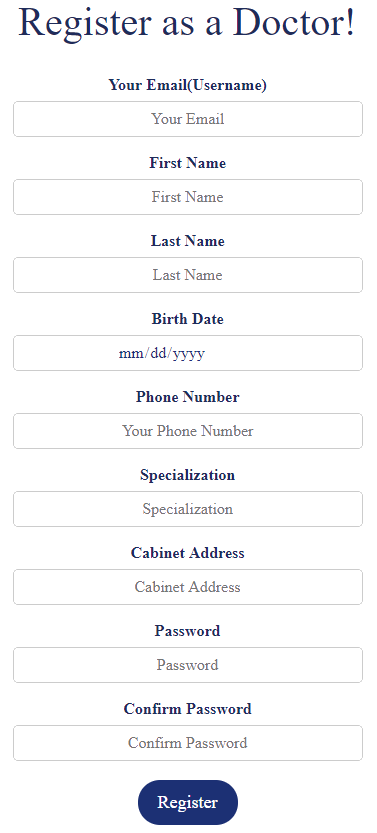 Register as a Doctor!
Your Email(Username)
Your Email
First Name
First Name
Last Name
Last Name
Birth Date
mm/dd/yyyy
Phone Number
Your Phone Number
Specialization
Specialization
Cabinet Address
Cabinet Address
Password
Password
Confirm Password
Confirm Password
Register